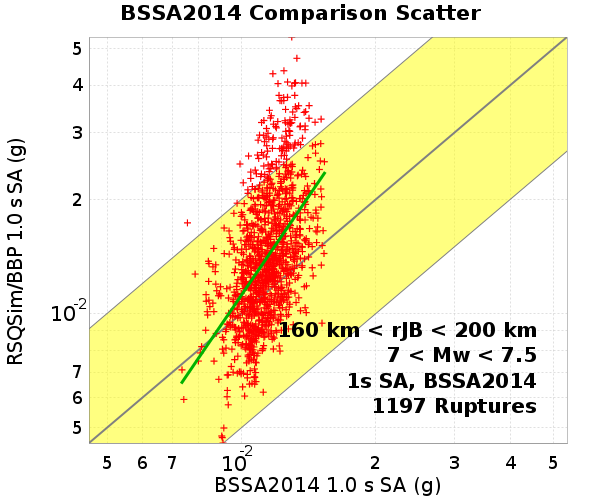 BSSA2014 Comparison Scatter
RSQSim/BBP 1.0 s SA (g)
5
4
3
2
10-2
7
6
5
160 km < rJB < 200 km
7 < Mw < 7.5
1s SA, BSSA2014
1197 Ruptures
5 6 7 10-2 2 3 4 5
BSSA2014 1.0 s SA (g)